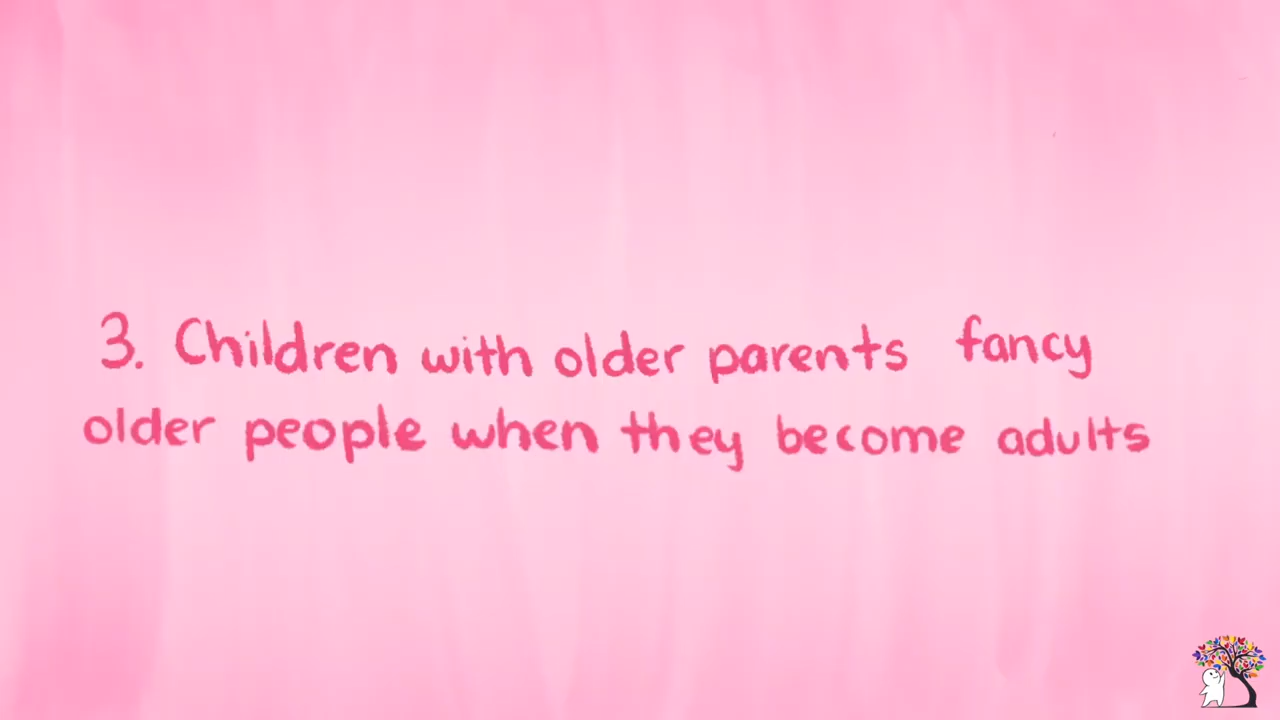 3. Children with older parents fancy
older people when they become adults